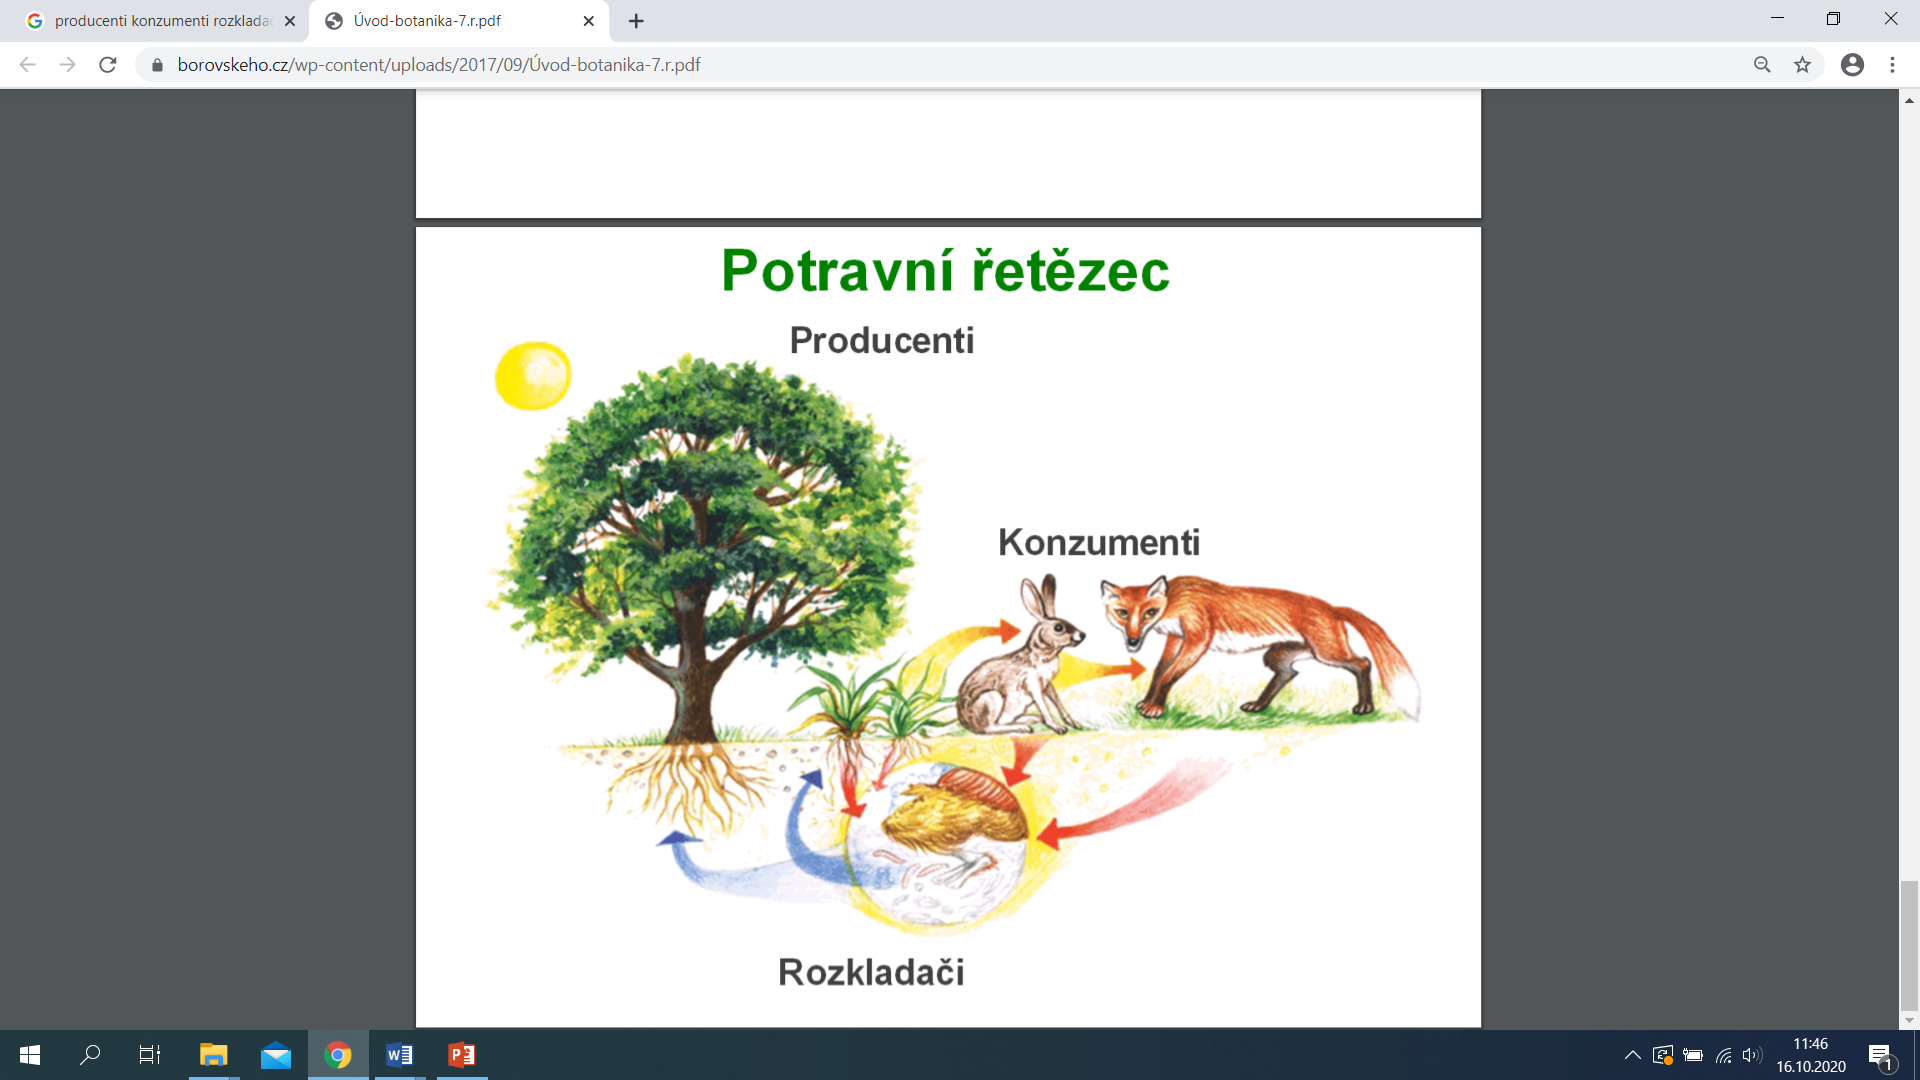 producenti konzumenti rozklada
Úvod-botanika-7.r.pdf
borovskeho.cz/wp-content/uploads/2017/09/Úvod-botanika-7.r.pdf
Potravní řetězec
Producenti
Konzumenti
Rozkladači
11:46
16.10.2020
1